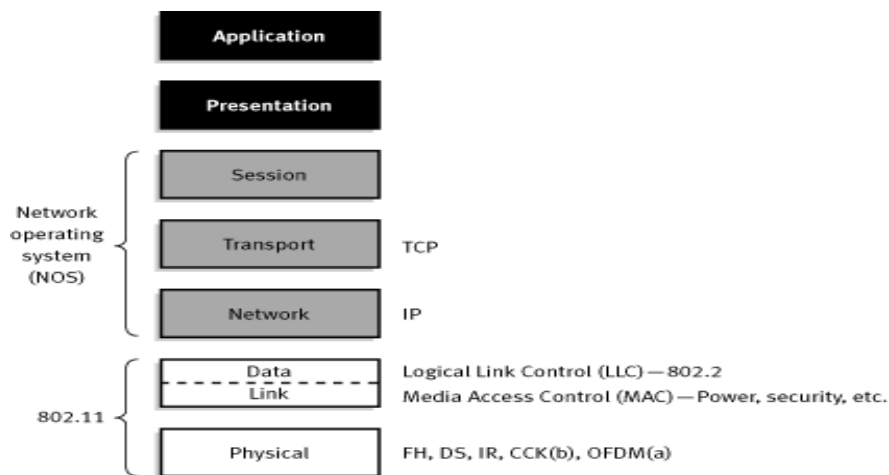 Application
Presentation
Session
Network
operating
system
(NOS)
Transport
TCP
Network
IP
Data
Logical Link Control (LLC)—802.2
Link
Media Access Control (MAC)—Power, security, etc.
802.11
Physical
FH, DS, IR, CCK(b), OFDM(a)